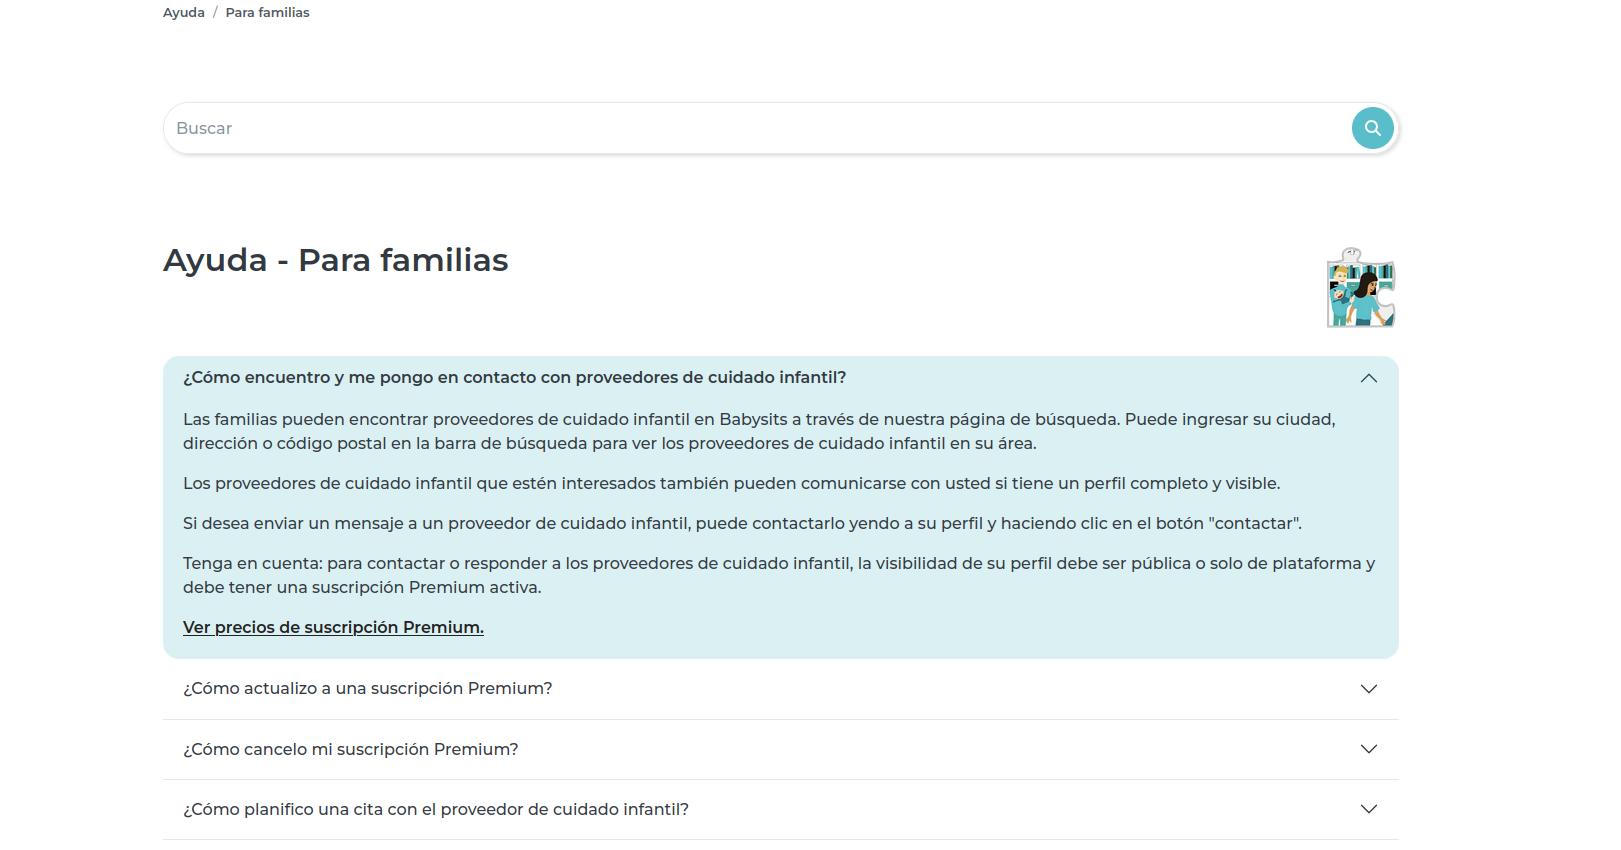 Ayuda / Para familias
Buscar
Ayuda - Para familias
¿Cómo encuentro y me pongo en contacto con proveedores de cuidado infantil?
Las familias pueden encontrar proveedores de cuidado infantil en Babysits a través de nuestra página de búsqueda. Puede ingresar su ciudad,
dirección o código postal en la barra de búsqueda para ver los proveedores de cuidado infantil en su área.
Los proveedores de cuidado infantil que estén interesados también pueden comunicarse con usted si tiene un perfil completo y visible.
Si desea enviar un mensaje a un proveedor de cuidado infantil, puede contactarlo yendo a su perfil y haciendo clic en el botón "contactar".
Tenga en cuenta: para contactar o responder a los proveedores de cuidado infantil, la visibilidad de su perfil debe ser pública o solo de plataforma y
debe tener una suscripción Premium activa.
Ver precios de suscripción Premium.
¿Cómo actualizo a una suscripción Premium?
¿Cómo cancelo mi suscripción Premium?
¿Cómo planifico una cita con el proveedor de cuidado infantil?